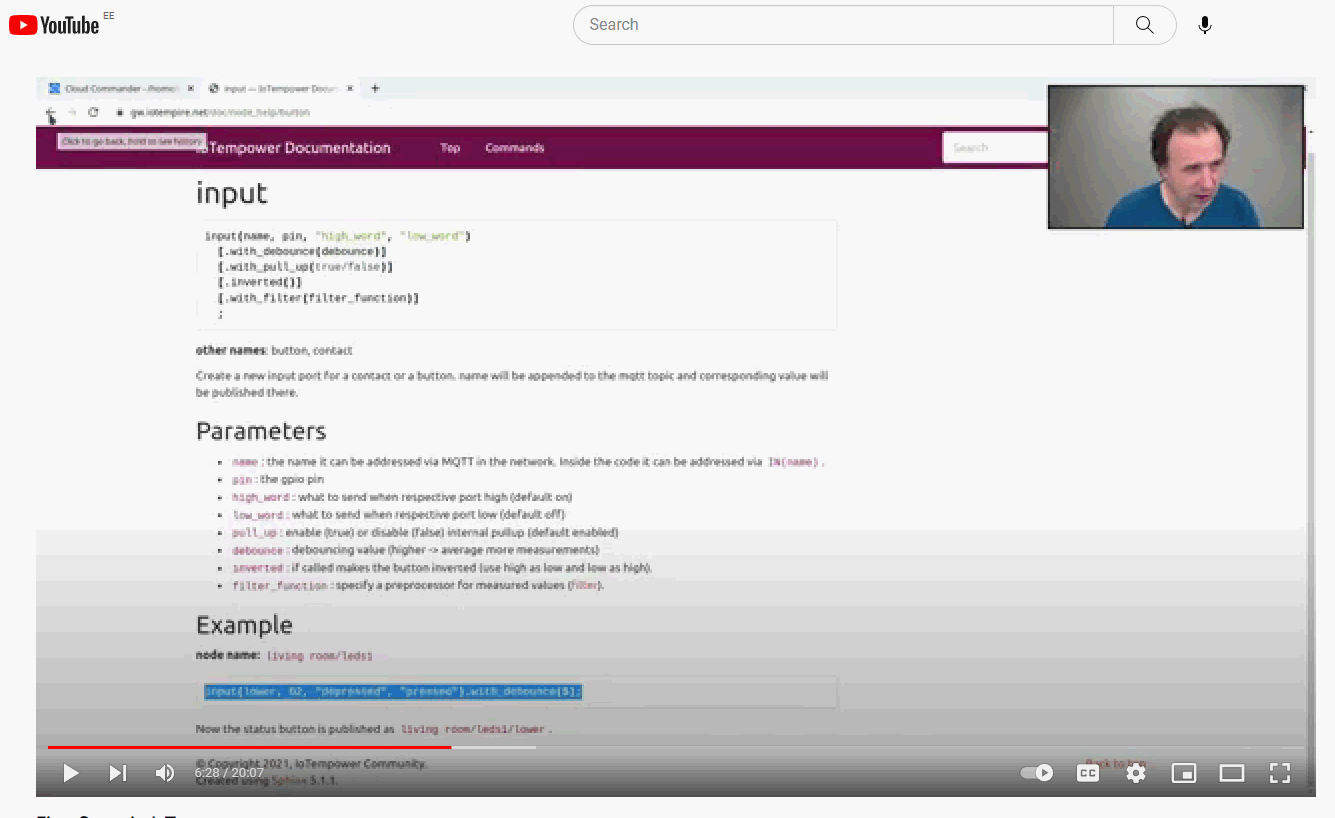 YouTube EE
Search
Cloud Commander - /home/
input — IoTempower Docum
gw.iotempire.net/doc/node_help/button
Click to go back, hold to see history
IoTempower Documentation Top Commands Search
input
input(name, pin, "high_word", "low_word")
[.with_debounce(debounce)]
[.with_pull_up(true/false)]
[.inverted()]
[.with_filter(filter_function)]
;
other names: button, contact
Create a new input port for a contact or a button. name will be appended to the mqtt topic and corresponding value will
be published there.
Parameters
name : the name it can be addressed via MQTT in the network. Inside the code it can be addressed via IN(name) .
pin : the gpio pin
high_word : what to send when respective port high (default on)
low_word : what to send when respective port low (default off)
pull_up : enable (true) or disable (false) internal pullup (default enabled)
debounce : debouncing value (higher -> average more measurements)
inverted : if called makes the button inverted (use high as low and low as high).
filter_function : specify a preprocessor for measured values (filter).
Example
node name: living room/leds1
input(lower, D2, "depressed", "pressed").with_debounce(5);
Now the status button is published as living room/leds1/lower .
© Copyright 2021, IoTempower Community.
Back to top
6:28 / 20:07
CC
Created using Sphinx 5.1.1.